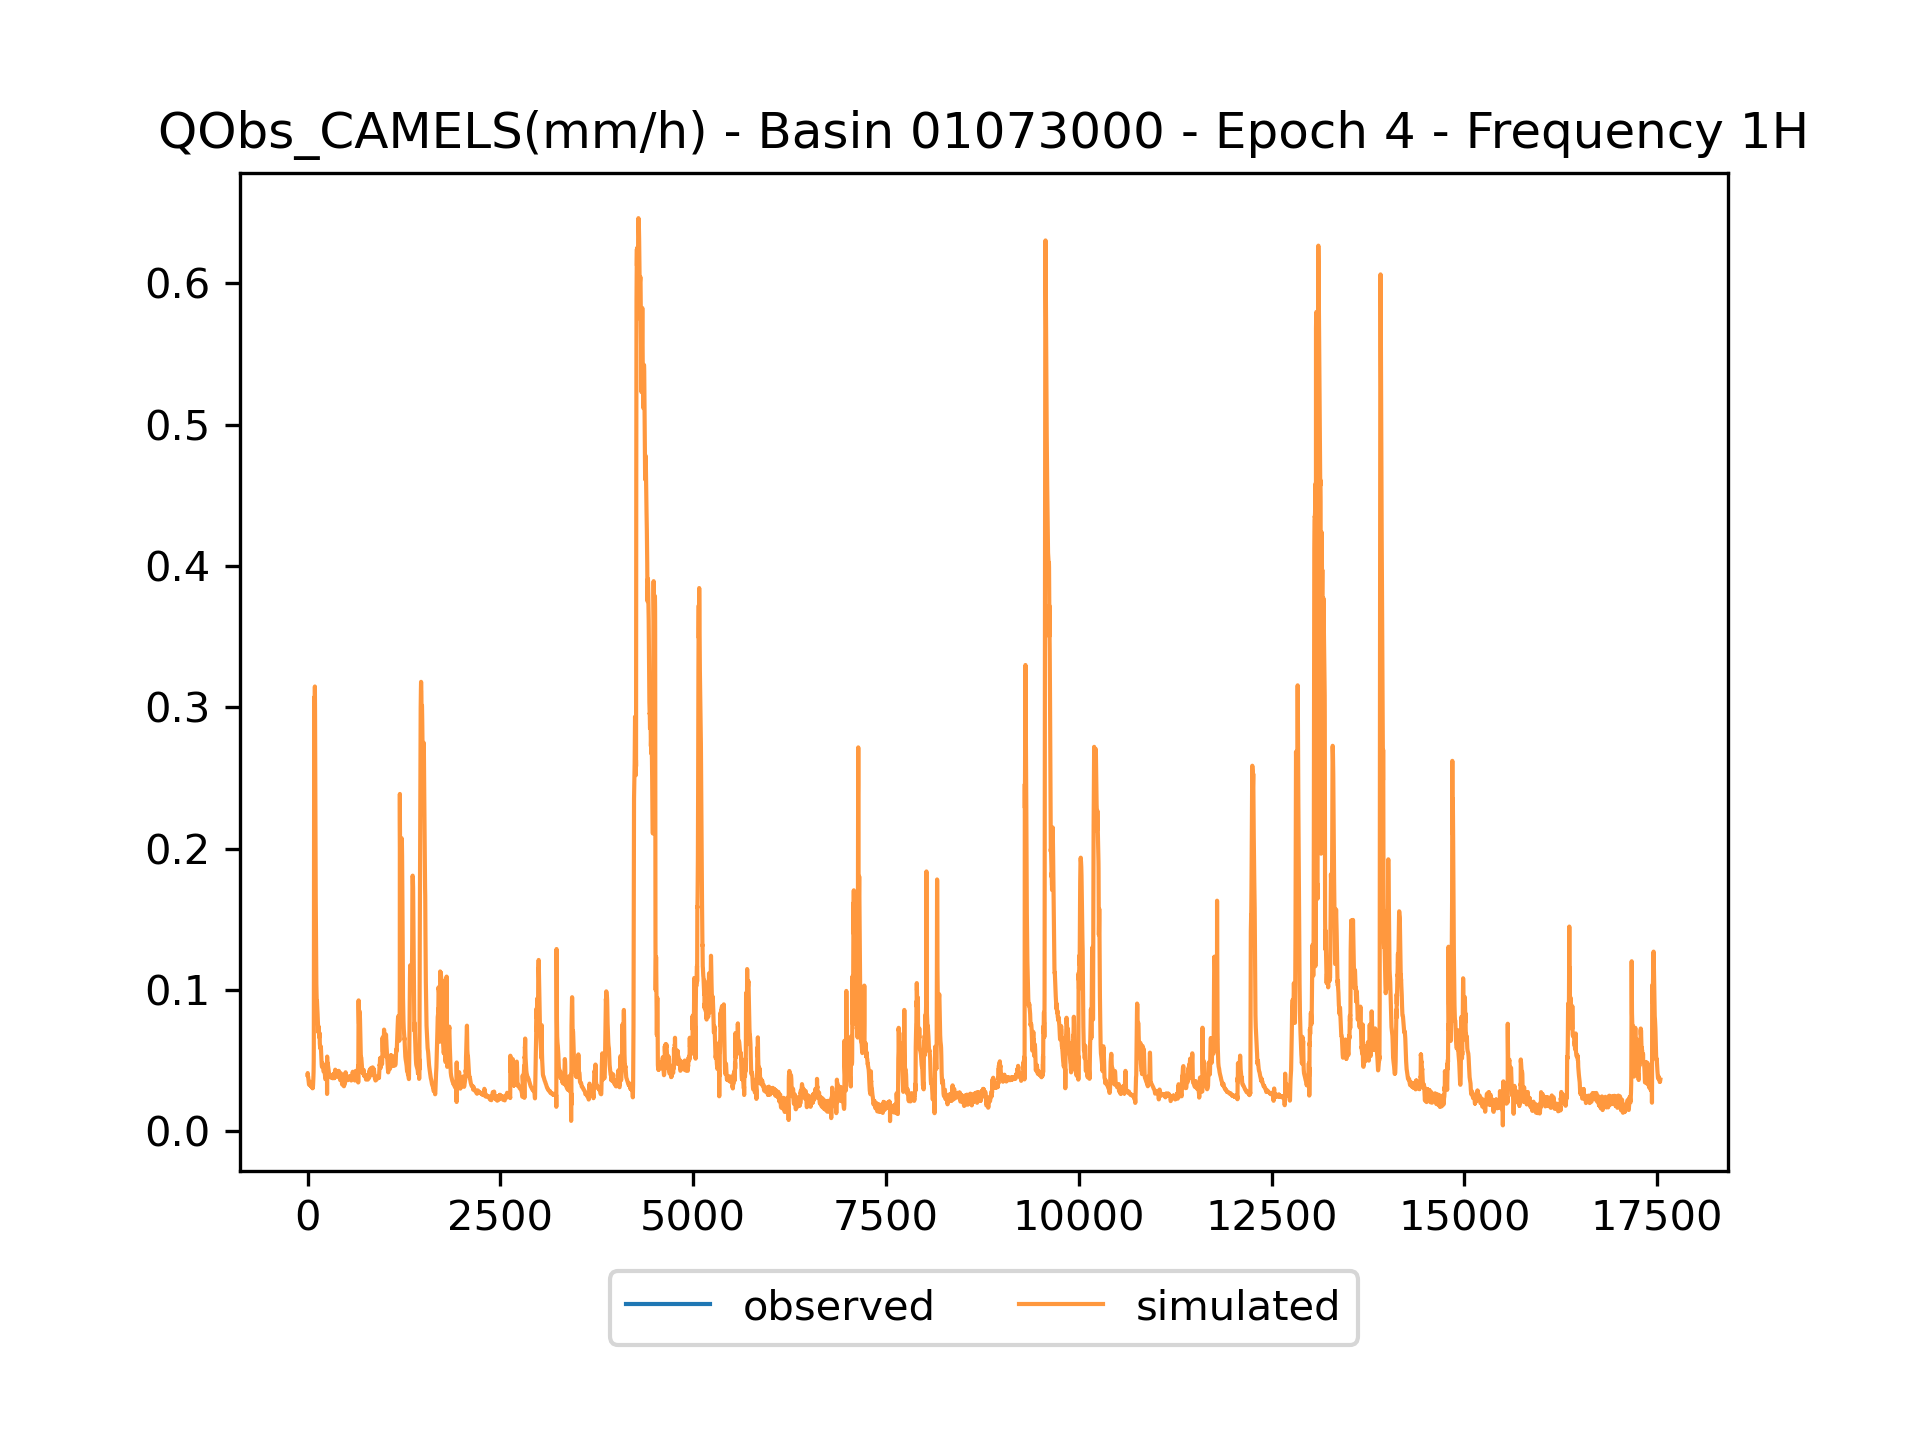 QObs_CAMELS(mm/h) - Basin 01073000 - Epoch 4 - Frequency 1H
0.6
0.5
0.4
0.3
0.2
0.1
0.0
0 2500 5000 7500 10000 12500 15000 17500
observed simulated